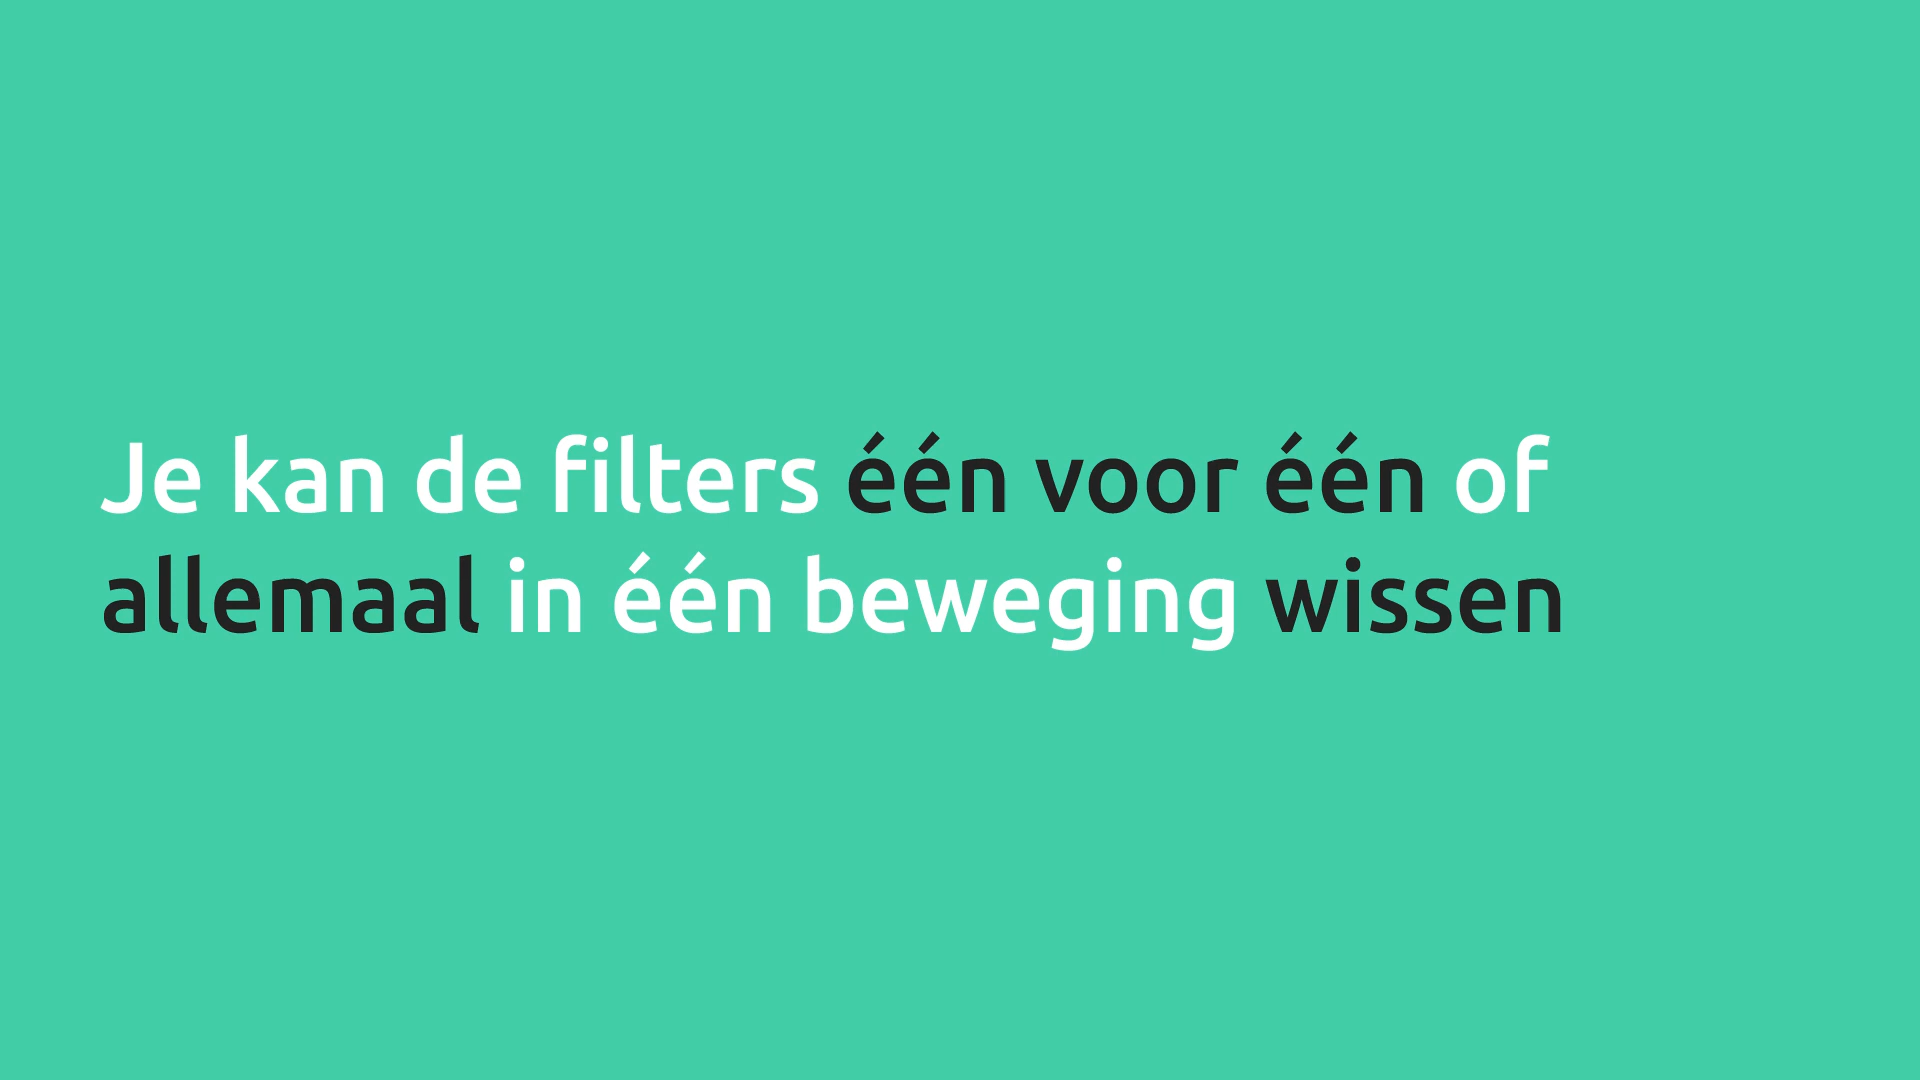 Je kan de filters één voor één of
allemaal in één beweging wissen